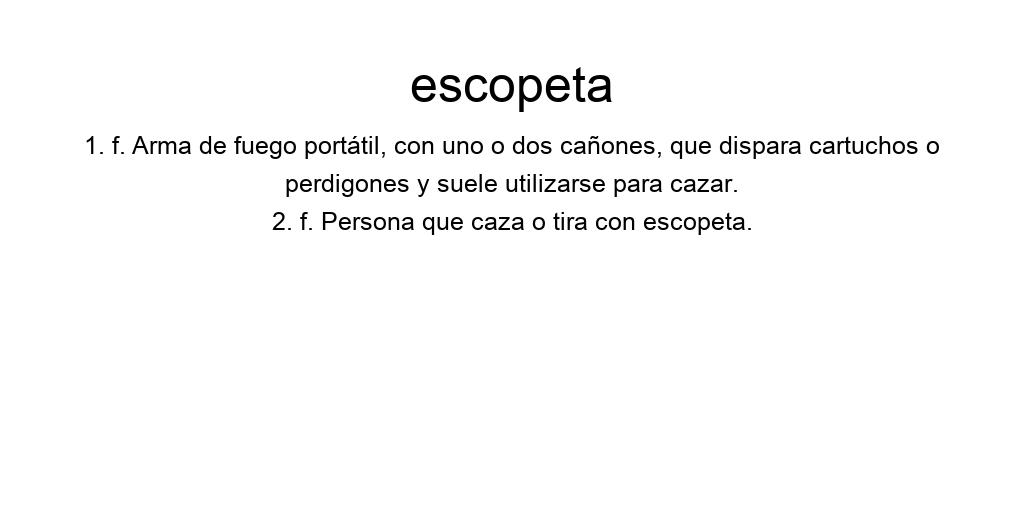 escopeta
1. f. Arma de fuego portátil, con uno o dos cañones, que dispara cartuchos o
perdigones y suele utilizarse para cazar.
2. f. Persona que caza o tira con escopeta.